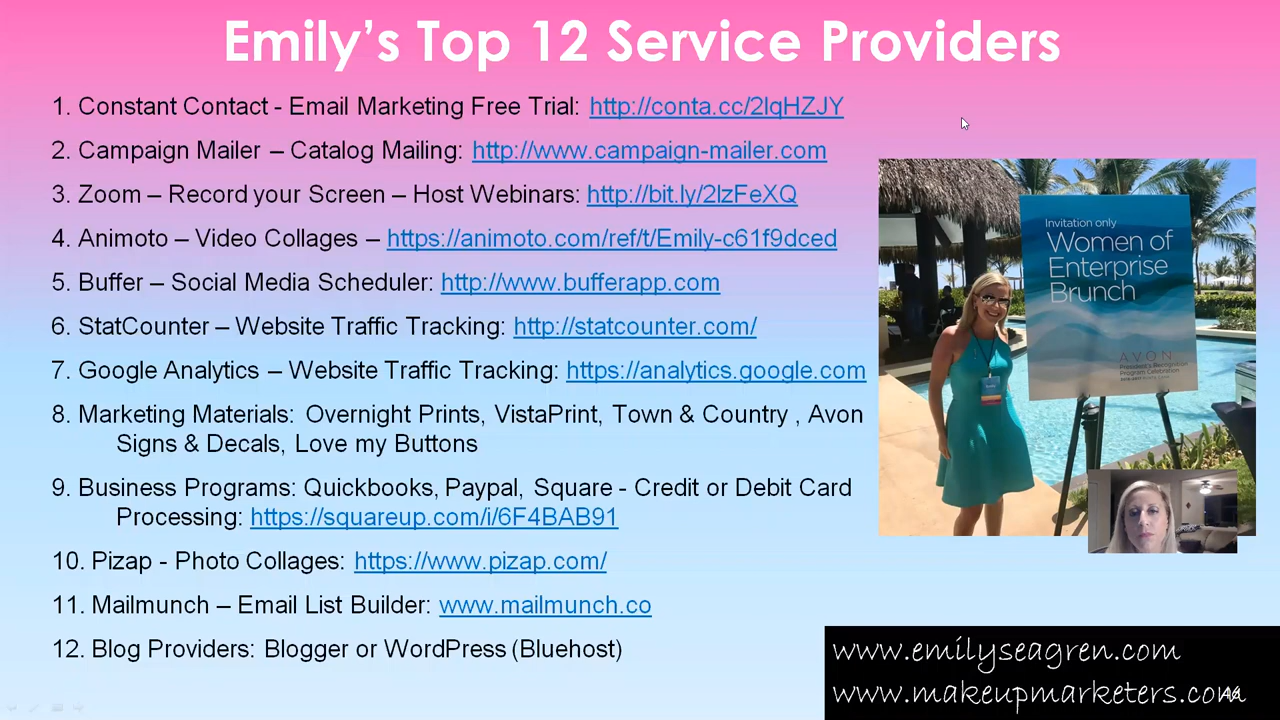 Emily's Top 12 Service Providers
1. Constant Contact - Email Marketing Free Trial: http://conta.cc/2lqHZJY
2. Campaign Mailer – Catalog Mailing: http://www.campaign-mailer.com
3. Zoom – Record your Screen – Host Webinars: http://bit.ly/2lzFeXQ
4. Animoto – Video Collages – https://animoto.com/ref/t/Emily-c61f9dced
5. Buffer – Social Media Scheduler: http://www.bufferapp.com
6. StatCounter – Website Traffic Tracking: http://statcounter.com/
7. Google Analytics – Website Traffic Tracking: https://analytics.google.com
8. Marketing Materials: Overnight Prints, VistaPrint, Town & Country , Avon
Signs & Decals, Love my Buttons
9. Business Programs: Quickbooks, Paypal, Square - Credit or Debit Card
Processing: https://squareup.com/i/6F4BAB91
10. Pizap - Photo Collages: https://www.pizap.com/
11. Mailmunch – Email List Builder: www.mailmunch.co
12. Blog Providers: Blogger or WordPress (Bluehost)
Invitation only
Women of
Enterprise
Brunch
AVON
President's Recognition
Program Celebration
www.emilyseagren.com
www.makeupmarketers.com